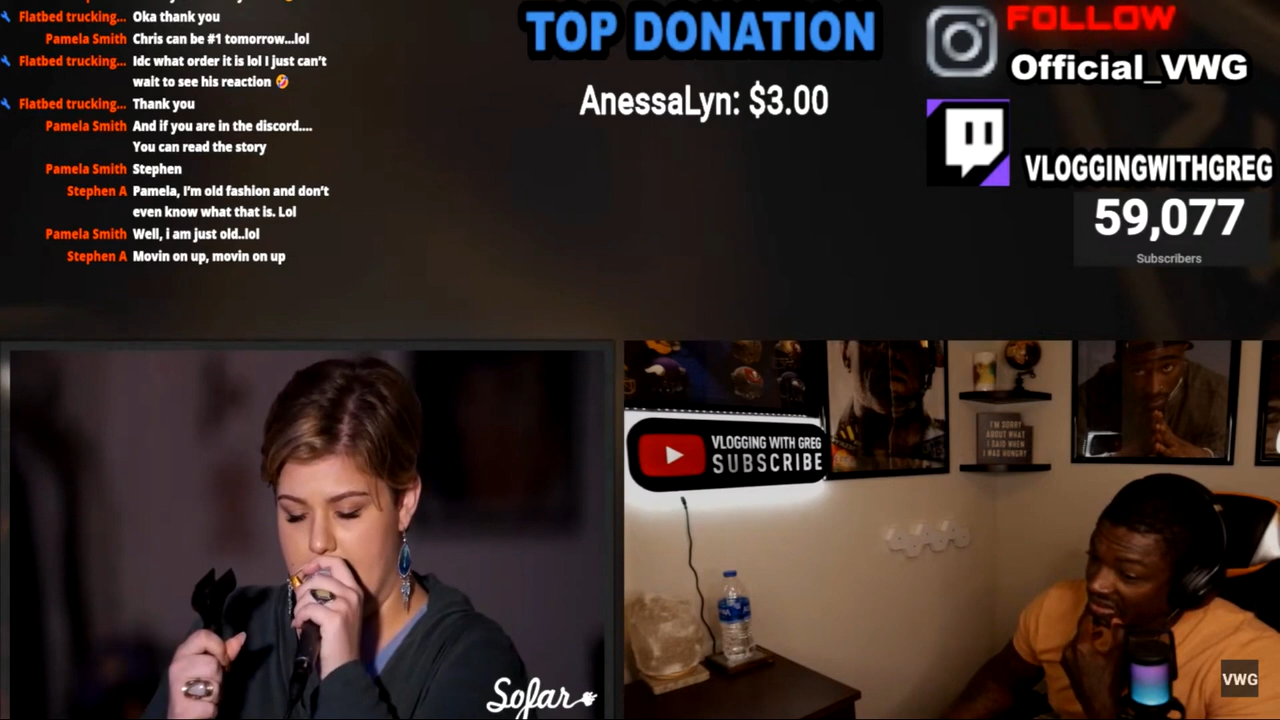 Flatbed trucking... Oka thank you
Pamela Smith Chris can be #1 tomorrow...lol
Flatbed trucking... Idc what order it is lol I just can't
wait to see his reaction 🤣
Flatbed trucking... Thank you
Pamela Smith And if you are in the discord....
You can read the story
Pamela Smith Stephen
Stephen A Pamela, I'm old fashion and don't
even know what that is. Lol
Pamela Smith Well, i am just old..lol
Stephen A Movin on up, movin on up
TOP DONATION
AnessaLyn: $3.00
FOLLOW
Official_VWG
VLOGGINGWITHGREG
59,077
Subscribers
Sofar
VLOGGING WITH GREG
SUBSCRIBE
I'M SORRY
ABOUT WHAT
I SAID WHEN
I WAS HUNGRY
VWG